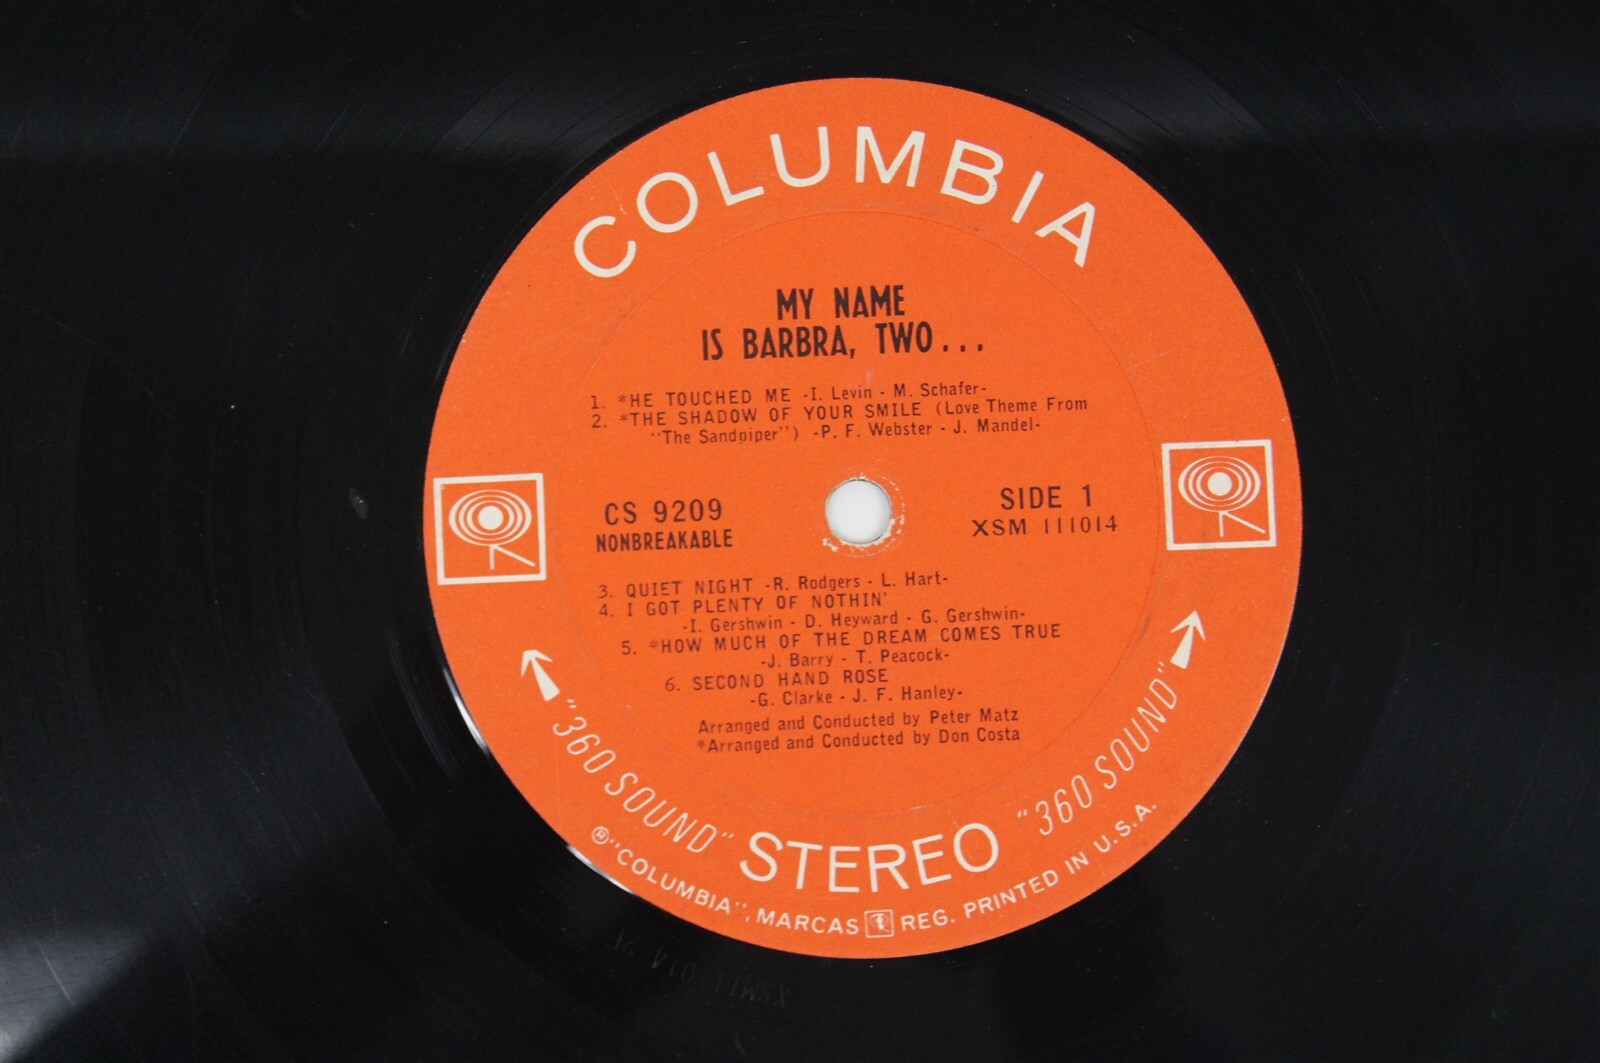 COLUMBIA
MY NAME
IS BARBRA, TWO...
1. *HE TOUCHED ME -I. Levin - M. Schafer-
2. *THE SHADOW OF YOUR SMILE (Love Theme From
"The Sandpiper") -P. F. Webster - J. Mandel-
CS 9209
NONBREAKABLE
SIDE 1
XSM 111014
3. QUIET NIGHT -R. Rodgers - L. Hart-
4. I GOT PLENTY OF NOTHIN'
-I. Gershwin - D. Heyward - G. Gershwin-
5. *HOW MUCH OF THE DREAM COMES TRUE
-J. Barry - T. Peacock-
6. SECOND HAND ROSE
-G. Clarke - J. F. Hanley-
Arranged and Conducted by Peter Matz
*Arranged and Conducted by Don Costa
"360 SOUND" STEREO "360 SOUND"
®"COLUMBIA", MARCAS REG. PRINTED IN U.S.A.